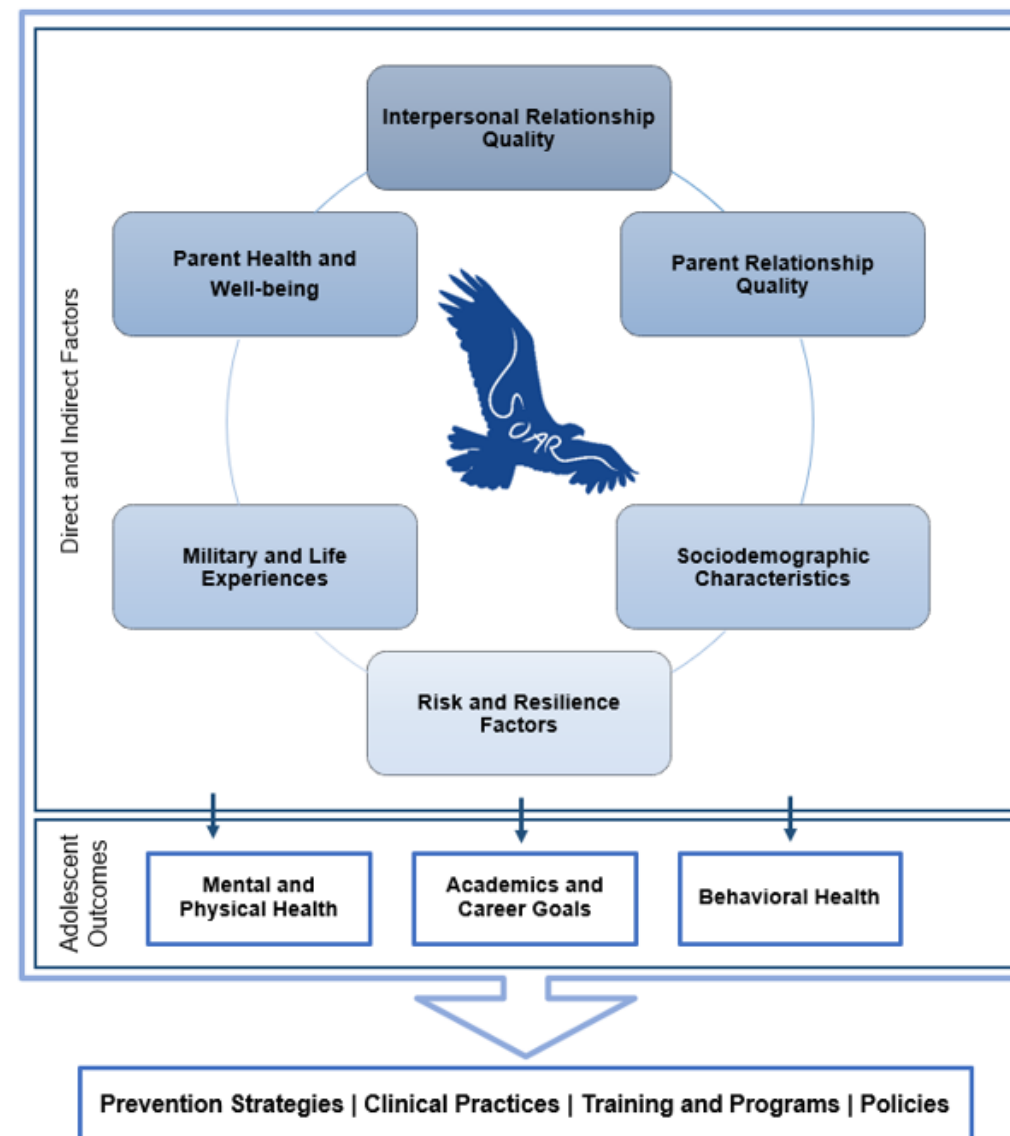 Interpersonal Relationship
Quality
Parent Health and
Well-being
Parent Relationship
Quality
SOAR
Direct and Indirect Factors
Military and Life
Experiences
Sociodemographic
Characteristics
Risk and Resilience
Factors
Adolescent
Outcomes
Mental and
Physical Health
Academics and
Career Goals
Behavioral Health
Prevention Strategies | Clinical Practices | Training and Programs | Policies